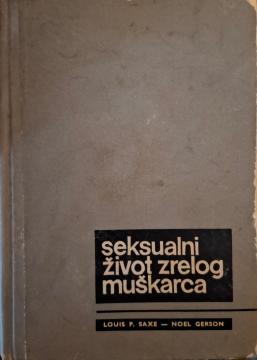 seksualni
život zrelog
muškarca
LOUIS P. SAXE — NOEL GERSON